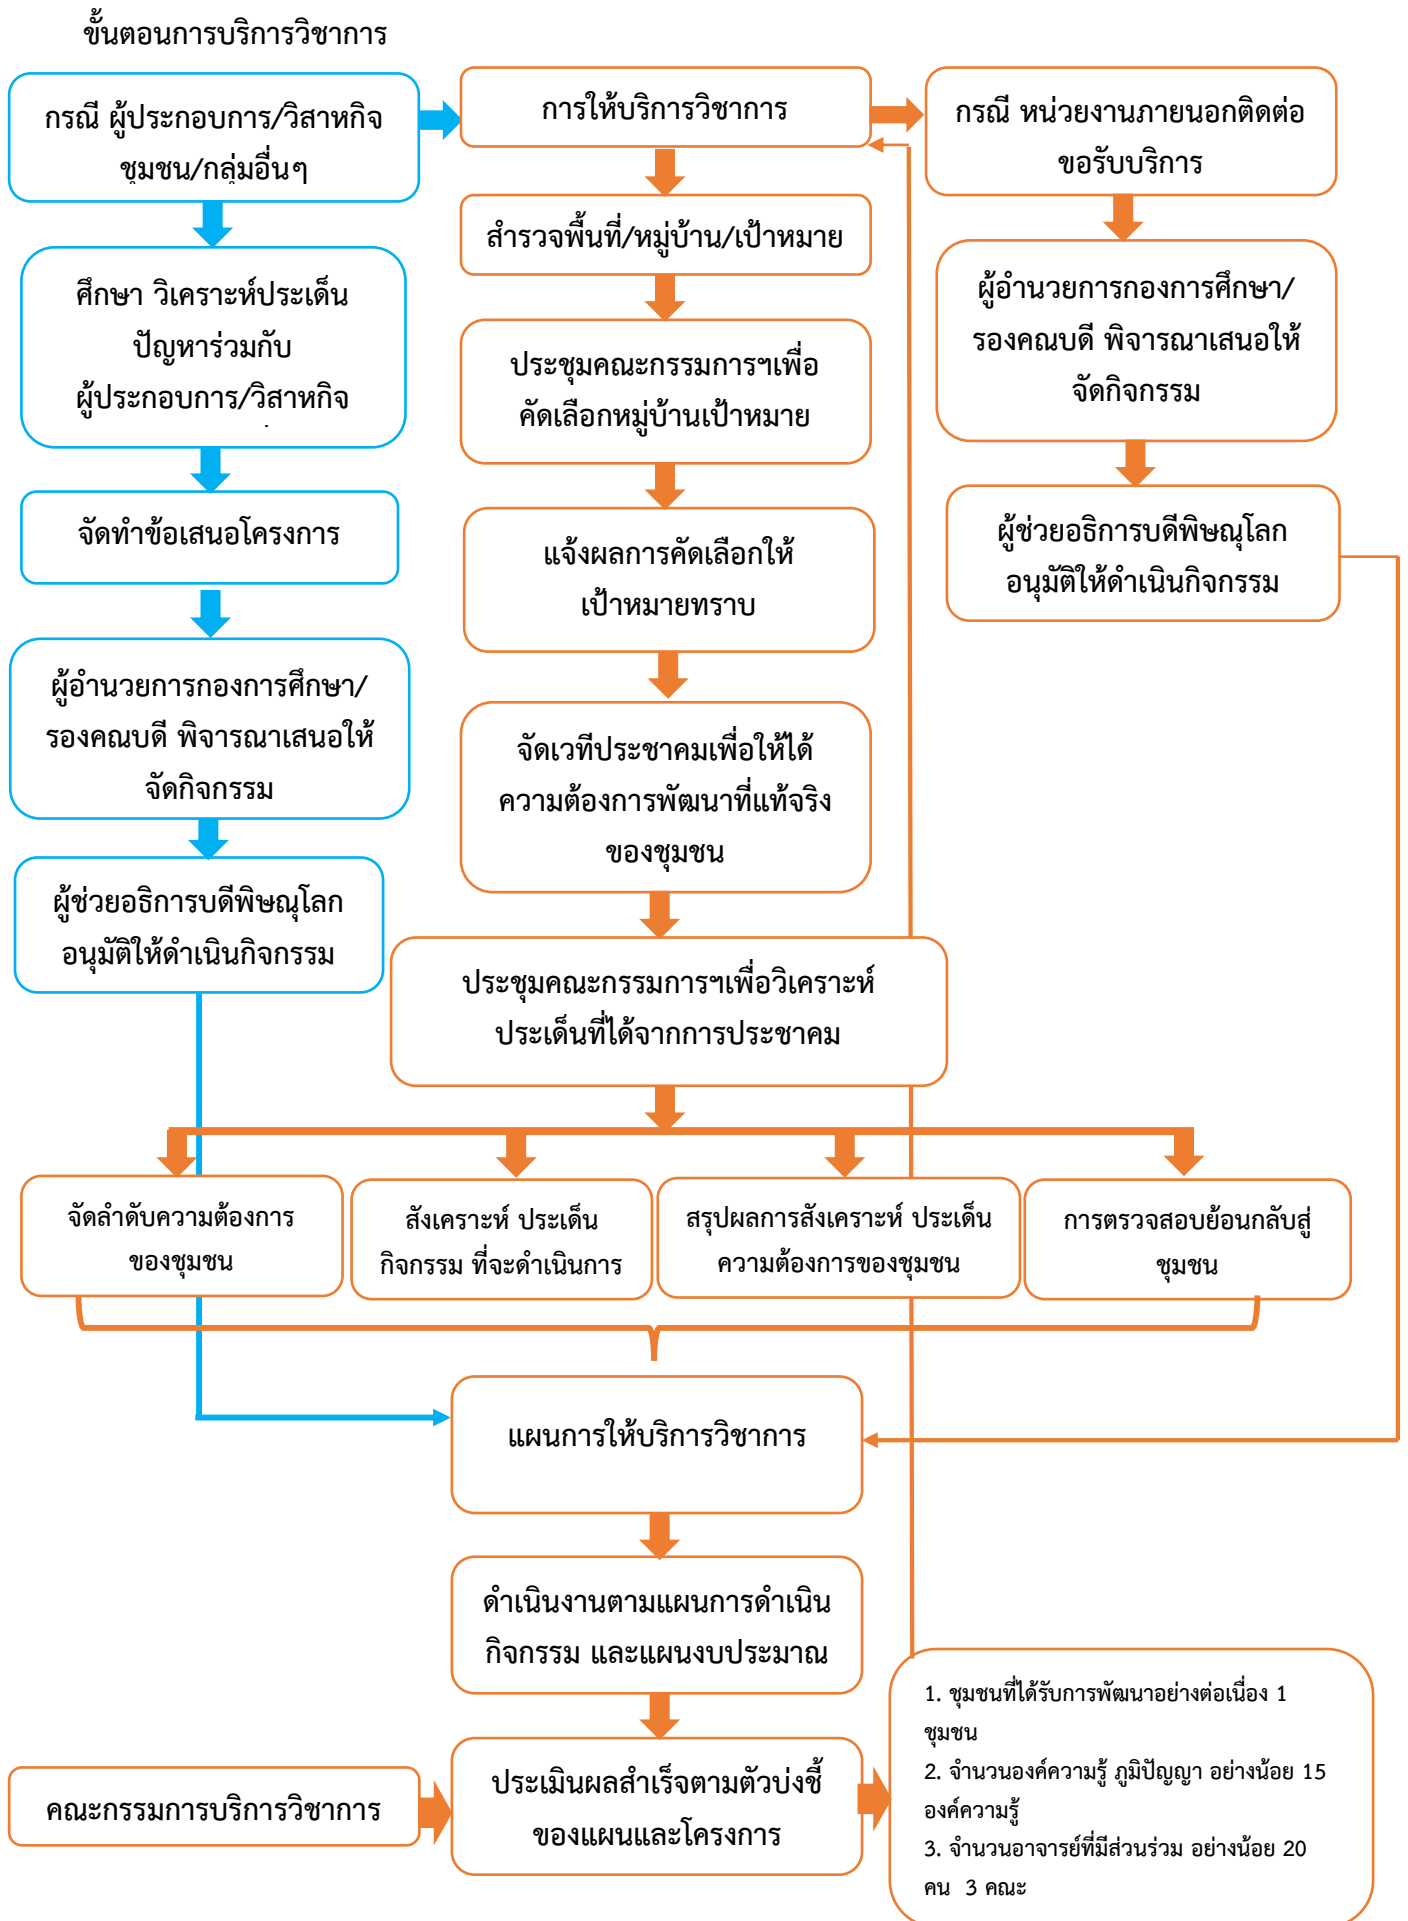 ขั้นตอนการบริการวิชาการ
กรณี ผู้ประกอบการ/วิสาหกิจ
ชุมชน/กลุ่มอื่นๆ
ศึกษา วิเคราะห์ประเด็น
ปัญหาร่วมกับ
ผู้ประกอบการ/วิสาหกิจ
จัดทำข้อเสนอโครงการ
ผู้อำนวยการกองการศึกษา/
รองคณบดี พิจารณาเสนอให้
จัดกิจกรรม
ผู้ช่วยอธิการบดีพิษณุโลก
อนุมัติให้ดำเนินกิจกรรม
การให้บริการวิชาการ
สำรวจพื้นที่/หมู่บ้าน/เป้าหมาย
ประชุมคณะกรรมการฯเพื่อ
คัดเลือกหมู่บ้านเป้าหมาย
แจ้งผลการคัดเลือกให้
เป้าหมายทราบ
จัดเวทีประชาคมเพื่อให้ได้
ความต้องการพัฒนาที่แท้จริง
ของชุมชน
ประชุมคณะกรรมการฯเพื่อวิเคราะห์
ประเด็นที่ได้จากการประชาคม
กรณี หน่วยงานภายนอกติดต่อ
ขอรับบริการ
ผู้อำนวยการกองการศึกษา/
รองคณบดี พิจารณาเสนอให้
จัดกิจกรรม
ผู้ช่วยอธิการบดีพิษณุโลก
อนุมัติให้ดำเนินกิจกรรม
จัดลำดับความต้องการ
ของชุมชน
สังเคราะห์ ประเด็น
กิจกรรม ที่จะดำเนินการ
สรุปผลการสังเคราะห์ ประเด็น
ความต้องการของชุมชน
การตรวจสอบย้อนกลับสู่
ชุมชน
แผนการให้บริการวิชาการ
ดำเนินงานตามแผนการดำเนิน
กิจกรรม และแผนงบประมาณ
คณะกรรมการบริการวิชาการ
ประเมินผลสำเร็จตามตัวบ่งชี้
ของแผนและโครงการ
1. ชุมชนที่ได้รับการพัฒนาอย่างต่อเนื่อง 1
ชุมชน
2. จำนวนองค์ความรู้ ภูมิปัญญา อย่างน้อย 15
องค์ความรู้
3. จำนวนอาจารย์ที่มีส่วนร่วม อย่างน้อย 20
คน 3 คณะ